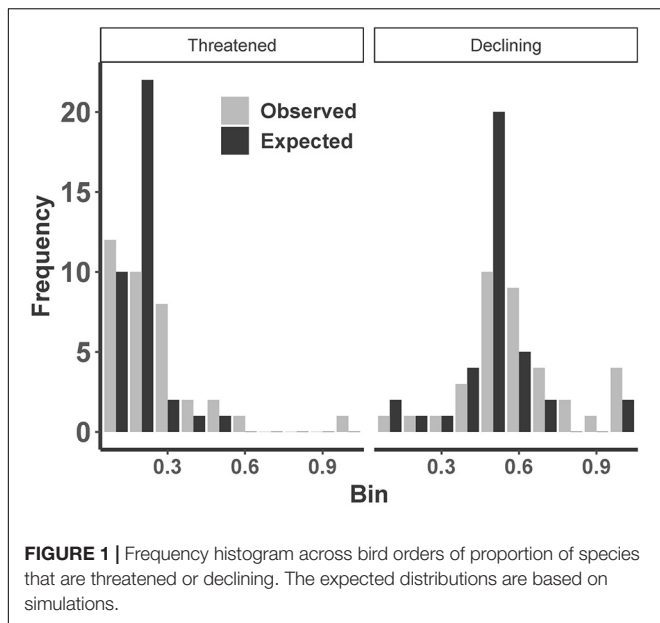 Threatened Declining
Observed
Expected
20
15
10
5
0
Frequency
0.3 0.6 0.9 0.3 0.6 0.9
Bin
FIGURE 1 | Frequency histogram across bird orders of proportion of species
that are threatened or declining. The expected distributions are based on
simulations.